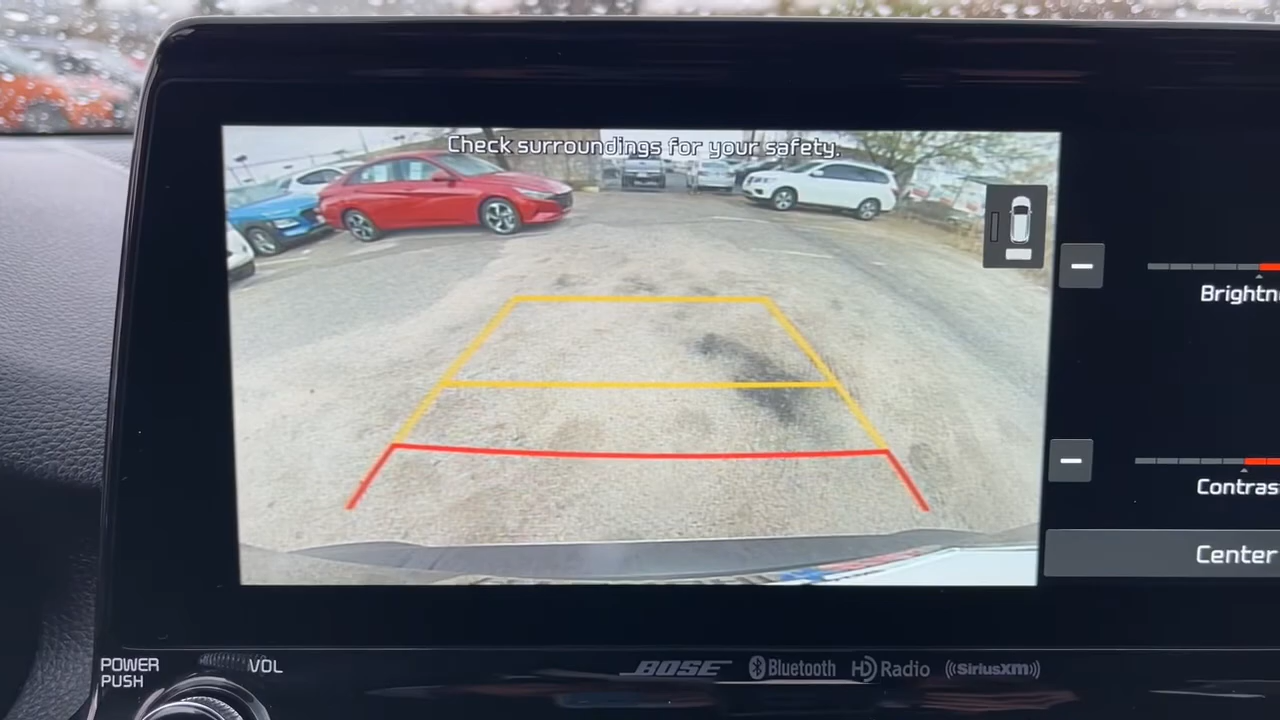 Check surroundings for your safety.
Brightn
Contras
Center
POWER
PUSH
VOL
BOSE
Bluetooth
HD Radio
((SiriusXM))